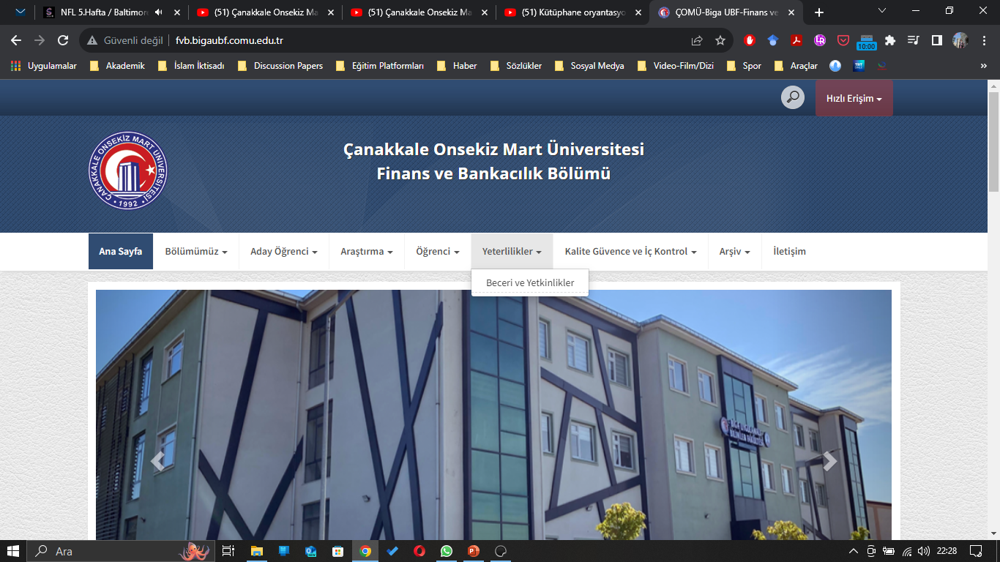 NFL 5.Hafta / Baltimore
(51) Çanakkale Onsekiz Ma
(51) Çanakkale Onsekiz Ma
(51) Kütüphane oryantasyo
ÇOMÜ-Biga UBF-Finans ve
Güvenli değil
fvb.bigaubf.comu.edu.tr
10:00
Uygulamalar
Akademik
İslam İktisadı
Discussion Papers
Eğitim Platformları
Haber
Sözlükler
Sosyal Medya
Video-Film/Dizi
Spor
Araçlar
»
Hızlı Erişim
ÇANAKKALE ONSEKİZ MART ÜNİVERSİTESİ
1992
Çanakkale Onsekiz Mart Üniversitesi
Finans ve Bankacılık Bölümü
Ana Sayfa
Bölümümüz
Aday Öğrenci
Araştırma
Öğrenci
Yeterlilikler
Kalite Güvence ve İç Kontrol
Arşiv
İletişim
Beceri ve Yetkinlikler
Ara
22:28